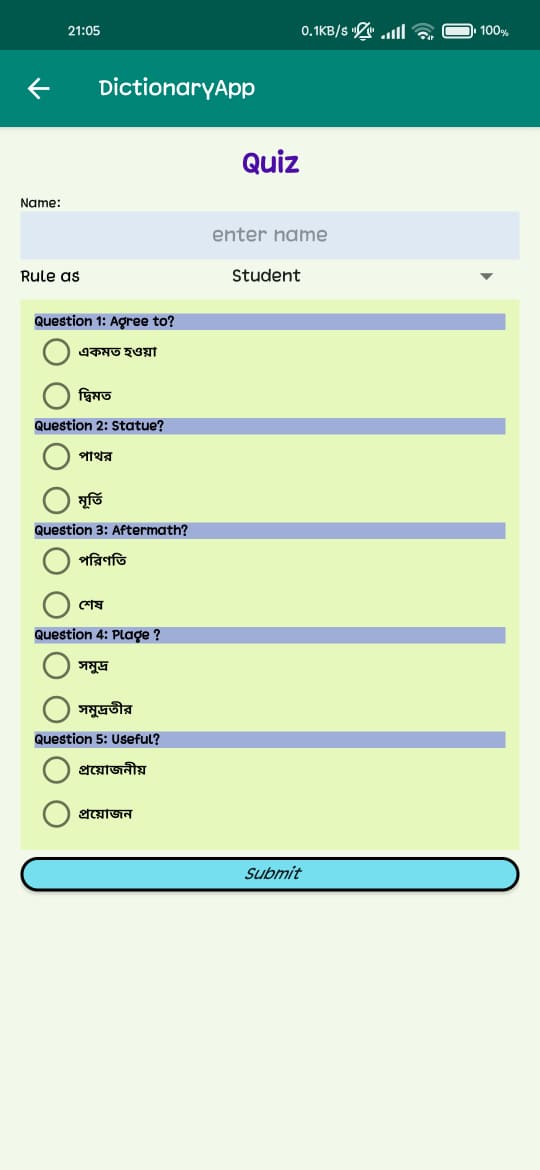 21:05 0.1KB/s 100%
DictionaryApp
Quiz
Name:
enter name
Rule as Student
Question 1: Agree to?
একমত হওয়া
দ্বিমত
Question 2: Statue?
পাথর
মূর্তি
Question 3: Aftermath?
পরিণতি
শেষ
Question 4: Plage ?
সমুদ্র
সমুদ্রতীর
Question 5: Useful?
প্রয়োজনীয়
প্রয়োজন
Submit